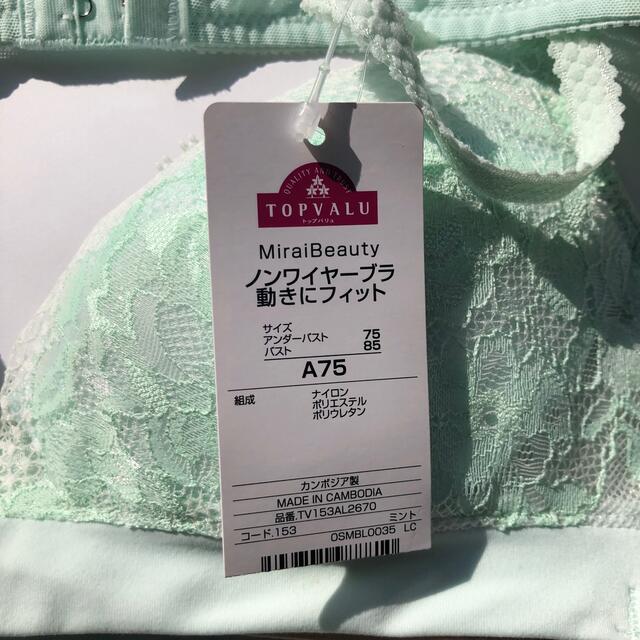 QUALITY AND TRUST
TOPVALU
トップバリュ
MiraiBeauty
ノンワイヤーブラ
動きにフィット
サイズ
アンダーバスト 75
バスト 85
A75
組成 ナイロン
ポリエステル
ポリウレタン
カンボジア製
MADE IN CAMBODIA
品番.TV153AL2670
コード.153 ミント
0SMBL0035 LC